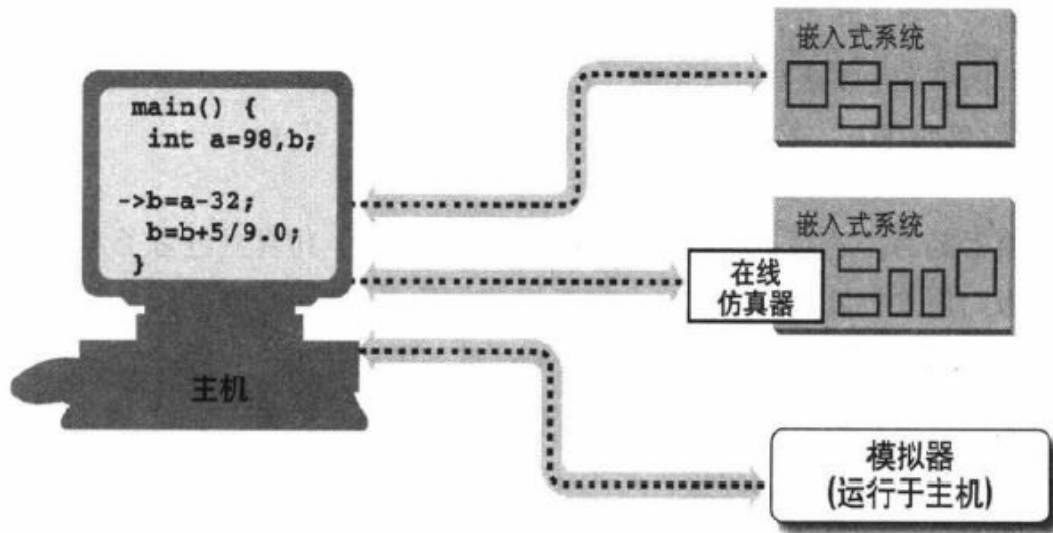 main() {
int a=98,b;
->b=a-32;
b=b+5/9.0;
}
主机
嵌入式系统
嵌入式系统
在线
仿真器
模拟器
(运行于主机)